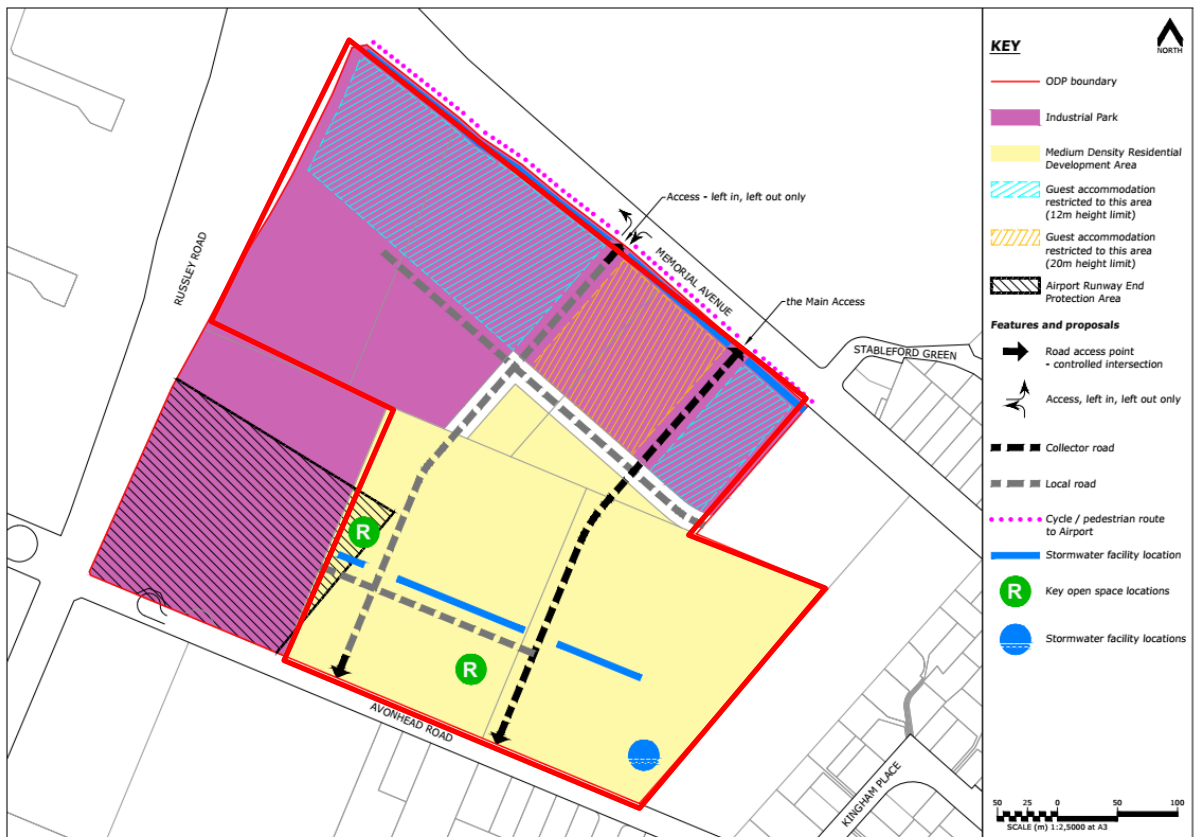 Access - left in, left out only
RUSSLEY ROAD
MEMORIAL AVENUE
the Main Access
STABLEFORD GREEN
R
R
AVONHEAD ROAD
KINGHAM PLACE
KEY
NORTH
ODP boundary
Industrial Park
Medium Density Residential
Development Area
Guest accommodation
restricted to this area
(12m height limit)
Guest accommodation
restricted to this area
(20m height limit)
Airport Runway End
Protection Area
Features and proposals
Road access point
- controlled intersection
Access, left in, left out only
Collector road
Local road
Cycle / pedestrian route
to Airport
Stormwater facility location
R
Key open space locations
Stormwater facility locations
50 25 0 50 100
SCALE (m) 1:2,5000 at A3